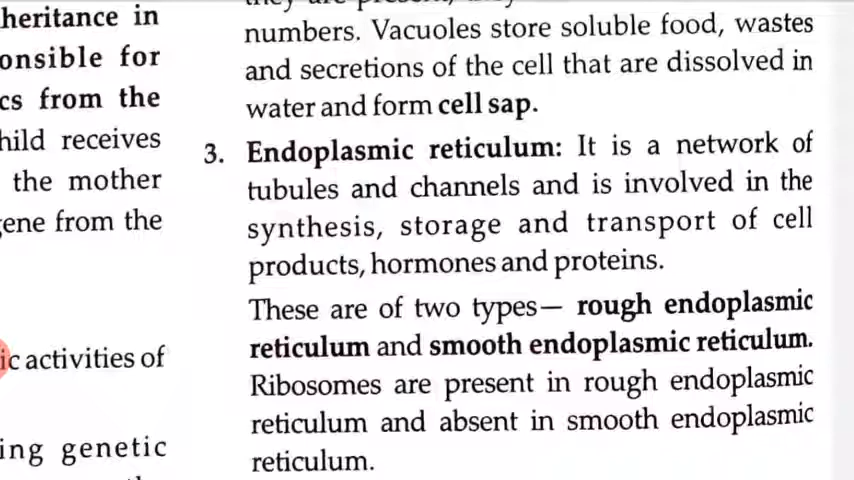 heritance in
onsible for
cs from the
hild receives
the mother
gene from the
ic activities of
ing genetic
they are present, they
numbers. Vacuoles store soluble food, wastes
and secretions of the cell that are dissolved in
water and form cell sap.
3. Endoplasmic reticulum: It is a network of
tubules and channels and is involved in the
synthesis, storage and transport of cell
products, hormones and proteins.
These are of two types— rough endoplasmic
reticulum and smooth endoplasmic reticulum.
Ribosomes are present in rough endoplasmic
reticulum and absent in smooth endoplasmic
reticulum.